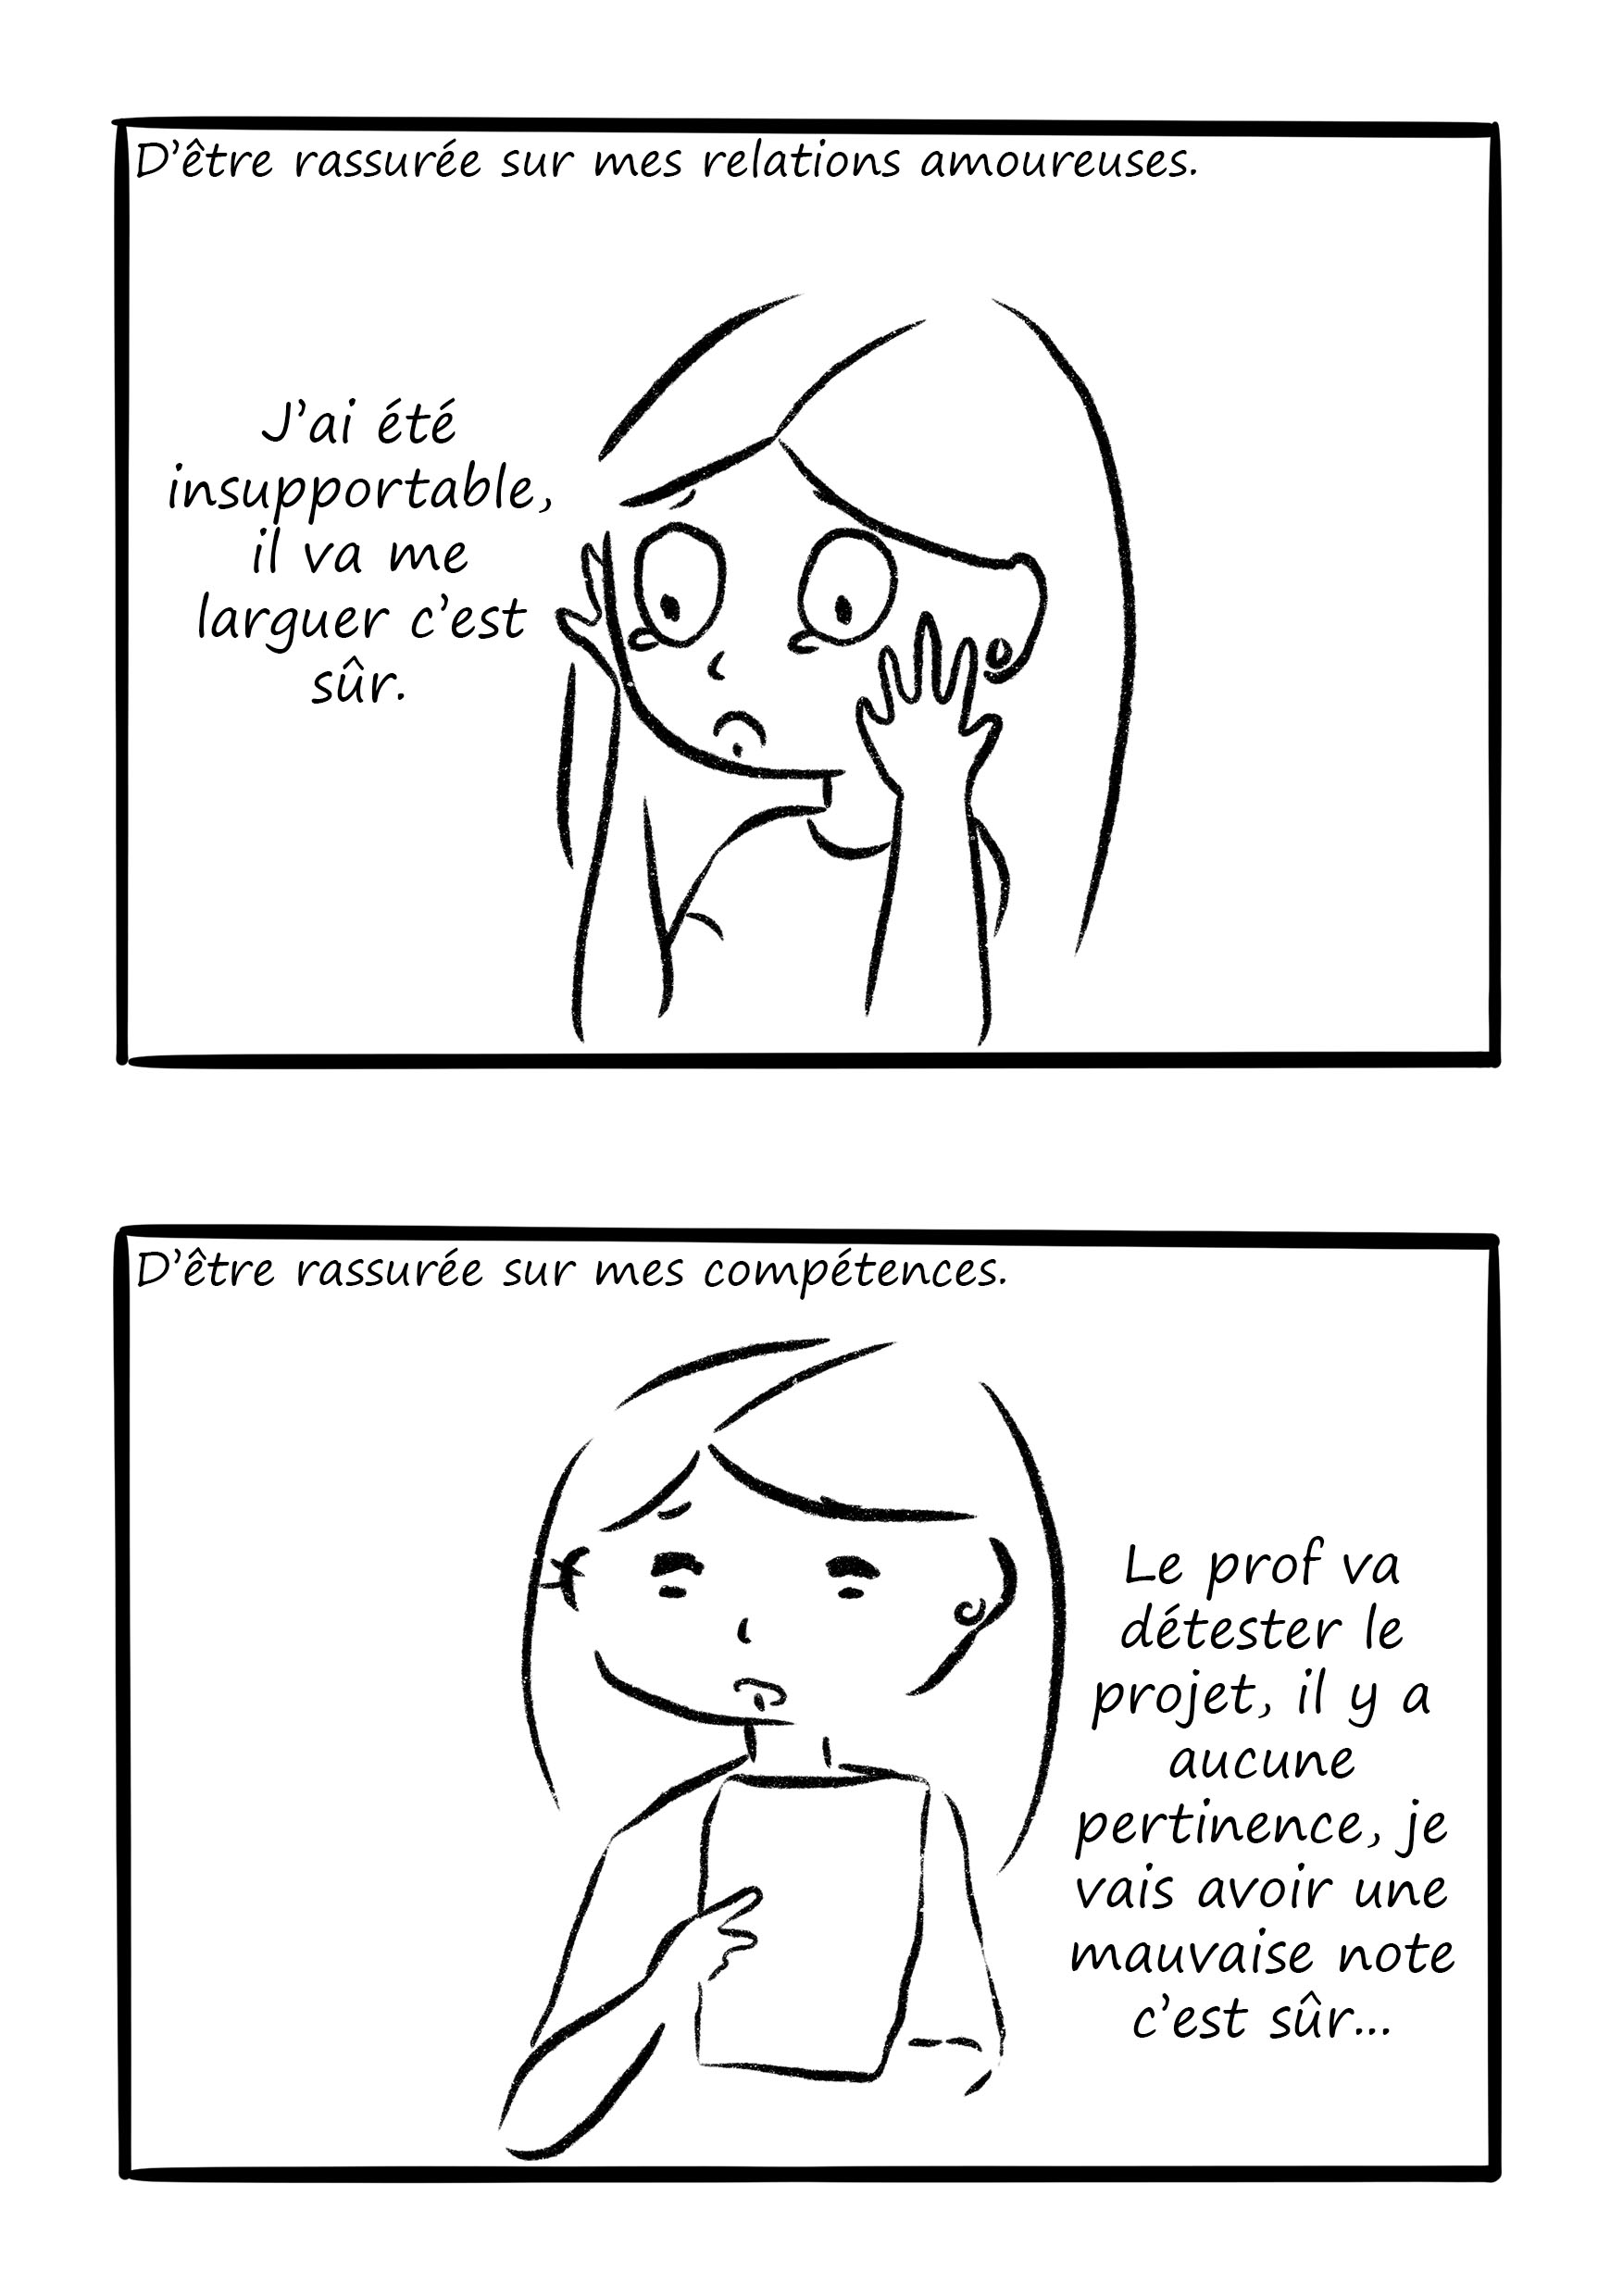 D'être rassurée sur mes relations amoureuses.
J'ai été
insupportable,
il va me
larguer c'est
sûr.
D'être rassurée sur mes compétences.
Le prof va
détester le
projet, il y a
aucune
pertinence, je
vais avoir une
mauvaise note
c'est sûr...